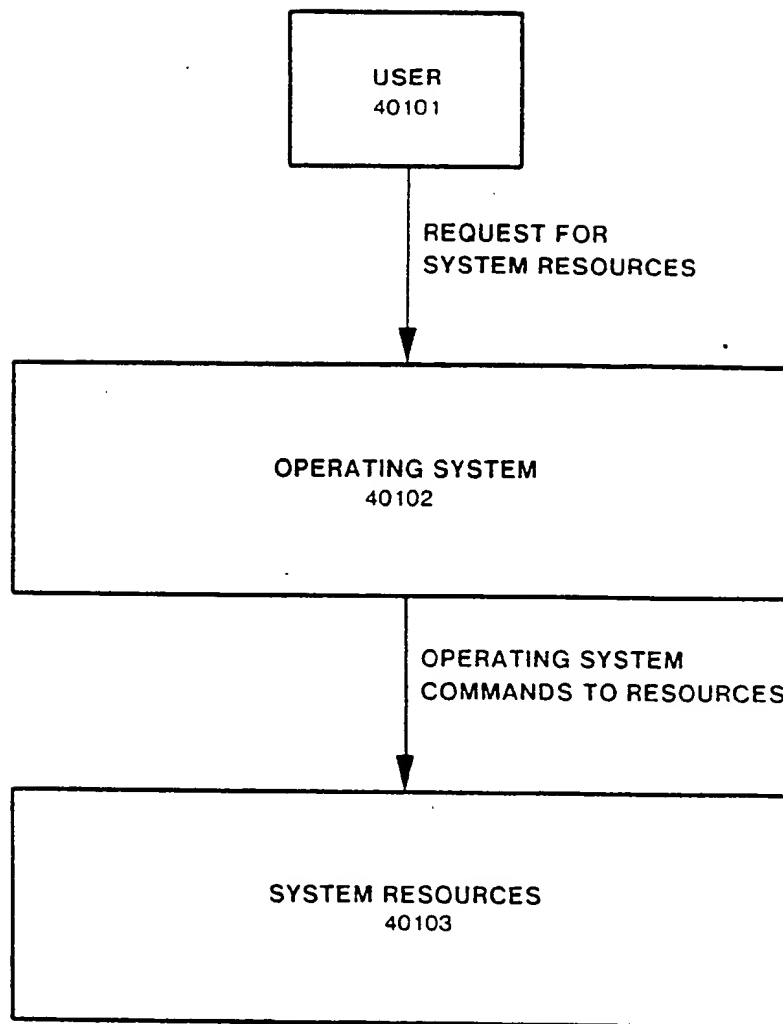 USER
40101
REQUEST FOR
SYSTEM RESOURCES
OPERATING SYSTEM
40102
OPERATING SYSTEM
COMMANDS TO RESOURCES
SYSTEM RESOURCES
40103